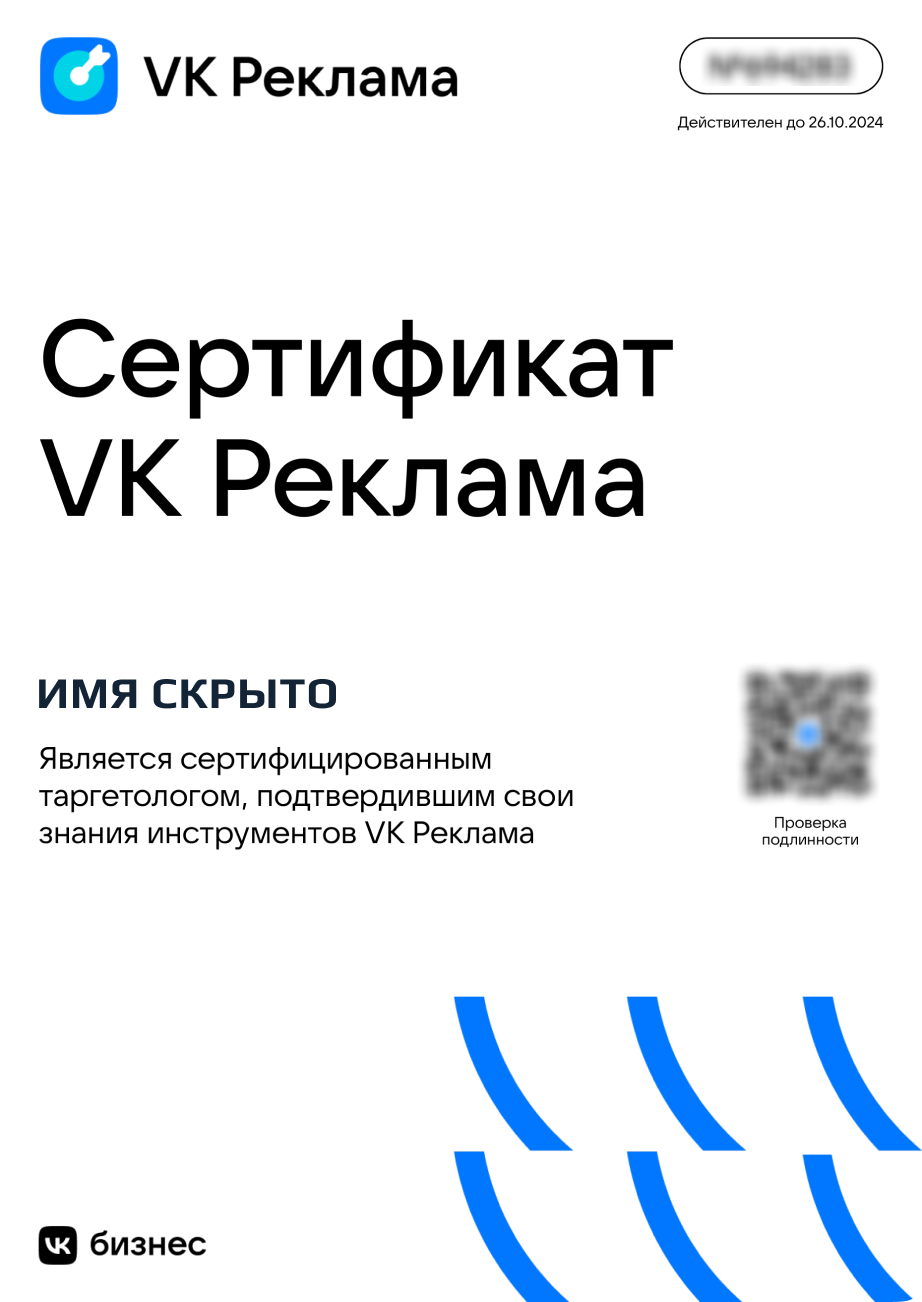 VK Реклама
Действителен до 26.10.2024
Сертификат
VK Реклама
ИМЯ СКРЫТО
Является сертифицированным
таргетологом, подтвердившим свои
знания инструментов VK Реклама
Проверка
подлинности
VK бизнес